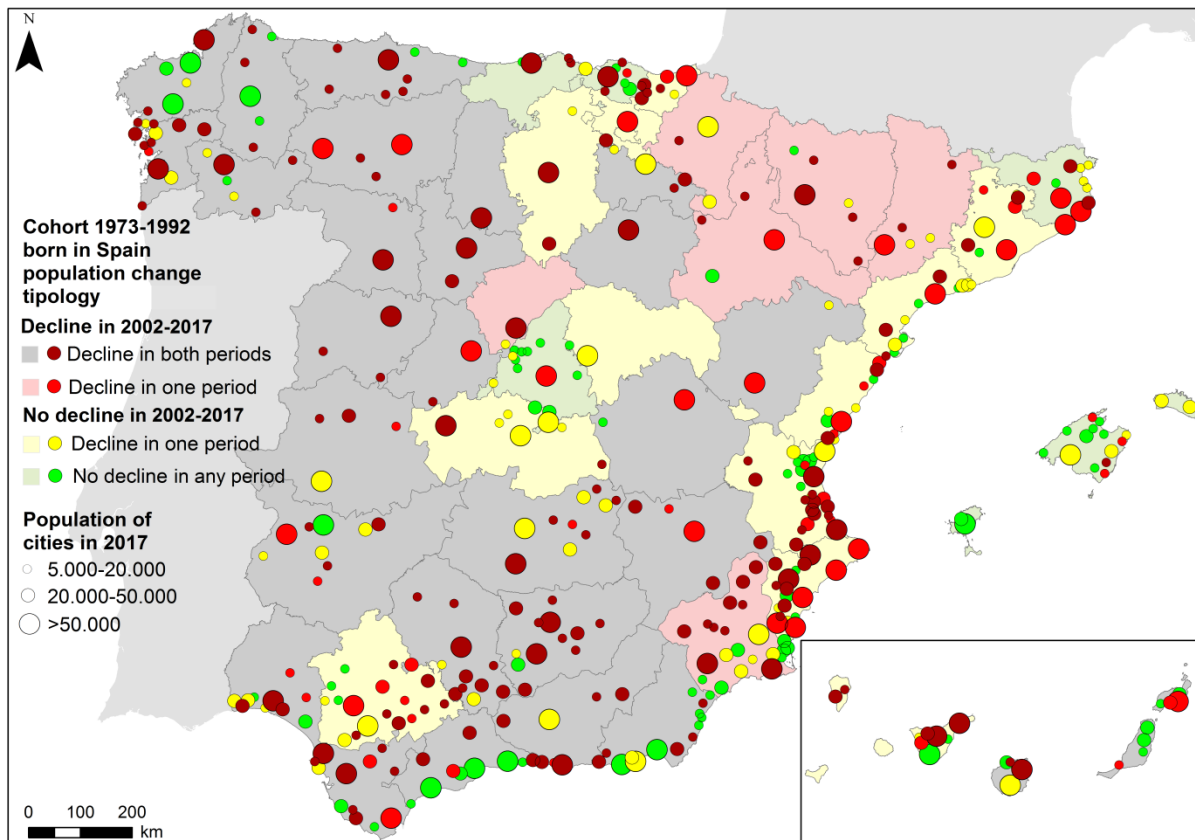 N
Cohort 1973-1992
born in Spain
population change
tipology
Decline in 2002-2017
Decline in both periods
Decline in one period
No decline in 2002-2017
Decline in one period
No decline in any period
Population of
cities in 2017
5.000-20.000
20.000-50.000
>50.000
0 100 200
km